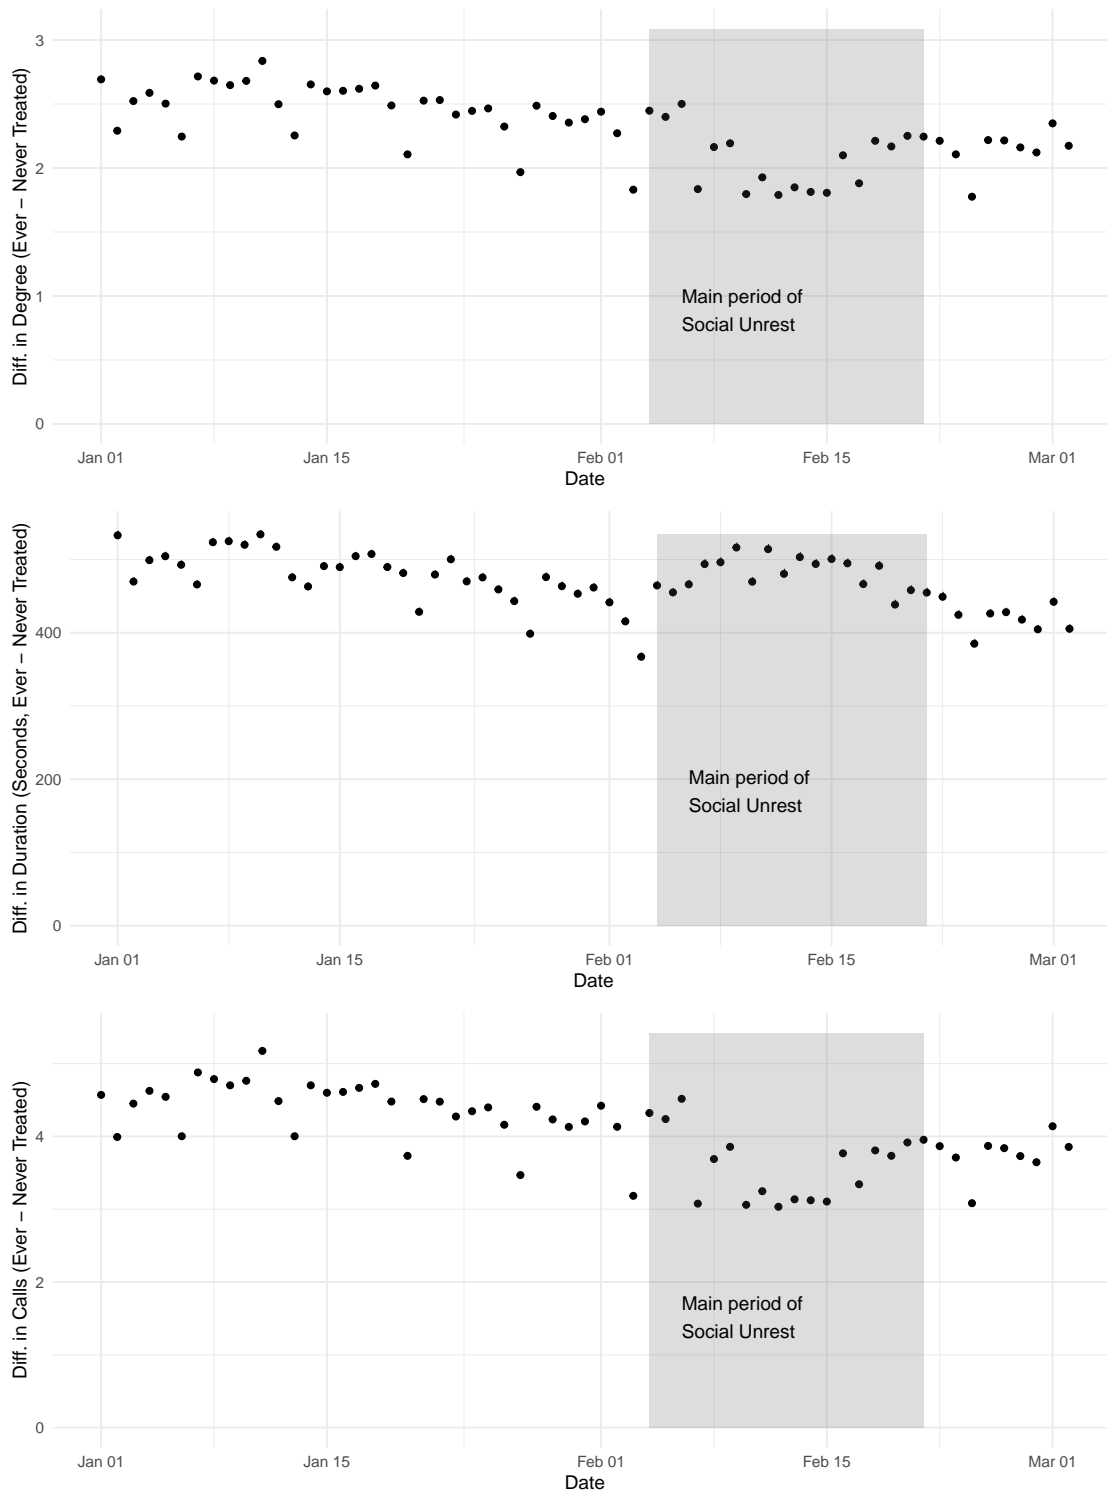 Diff. in Degree (Ever − Never Treated)
3
2
1
0
Main period of
Social Unrest
Jan 01 Jan 15 Feb 01 Feb 15 Mar 01
Date
Diff. in Duration (Seconds, Ever − Never Treated)
400
200
0
Main period of
Social Unrest
Jan 01 Jan 15 Feb 01 Feb 15 Mar 01
Date
Diff. in Calls (Ever − Never Treated)
4
2
0
Main period of
Social Unrest
Jan 01 Jan 15 Feb 01 Feb 15 Mar 01
Date